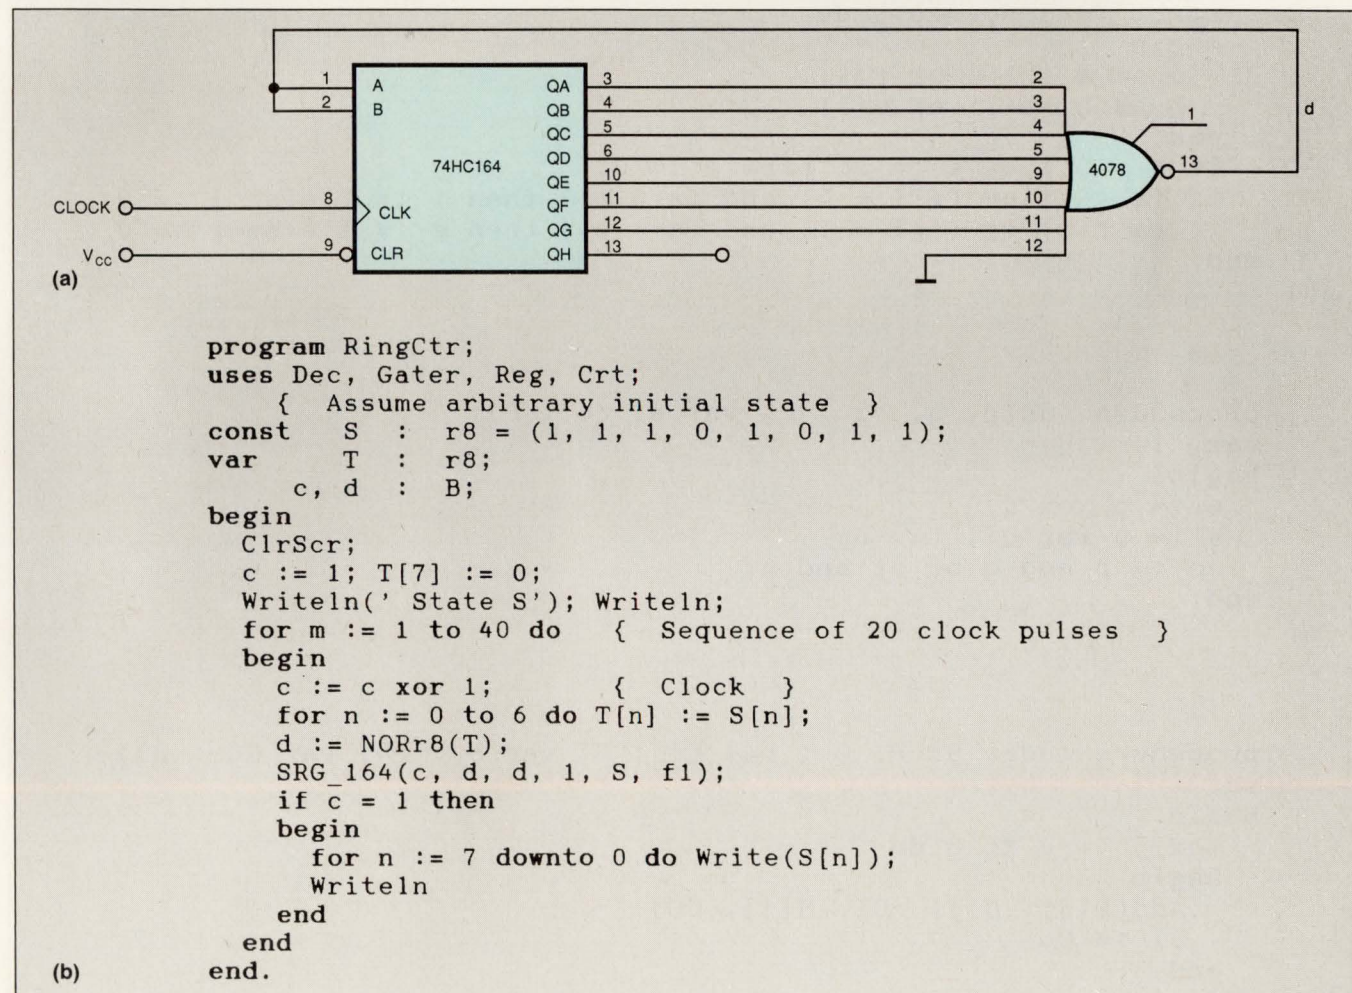 1 A QA 3 2
2 B QB 4 3
QC 5 4 1
d
QD 6 5
74HC164 4078 13
QE 10 9
CLOCK 8 CLK QF 11 10
QG 12 11
VCC 9 CLR QH 13 12
(a)
program RingCtr;
uses Dec, Gater, Reg, Crt;
{ Assume arbitrary initial state }
const S : r8 = (1, 1, 1, 0, 1, 0, 1, 1);
var T : r8;
c, d : B;
begin
ClrScr;
c := 1; T[7] := 0;
Writeln(' State S'); Writeln;
for m := 1 to 40 do { Sequence of 20 clock pulses }
begin
c := c xor 1; { Clock }
for n := 0 to 6 do T[n] := S[n];
d := NORr8(T);
SRG_164(c, d, d, 1, S, f1);
if c = 1 then
begin
for n := 7 downto 0 do Write(S[n]);
Writeln
end
end
(b) end.